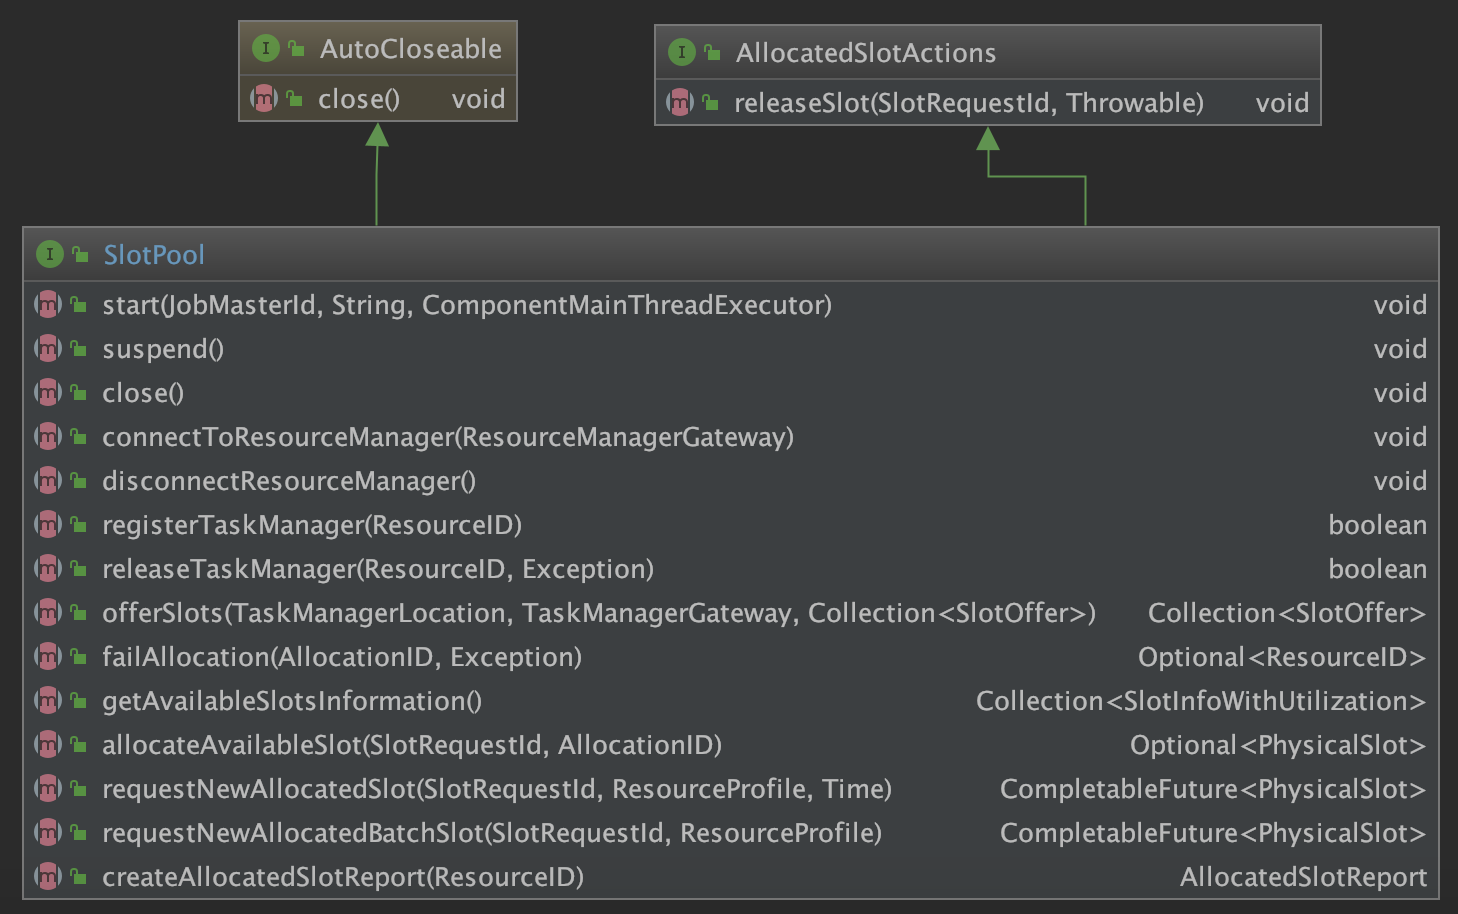 AutoCloseable
close() void
AllocatedSlotActions
releaseSlot(SlotRequestId, Throwable) void
SlotPool
start(JobMasterId, String, ComponentMainThreadExecutor) void
suspend() void
close() void
connectToResourceManager(ResourceManagerGateway) void
disconnectResourceManager() void
registerTaskManager(ResourceID) boolean
releaseTaskManager(ResourceID, Exception) boolean
offerSlots(TaskManagerLocation, TaskManagerGateway, Collection<SlotOffer>) Collection<SlotOffer>
failAllocation(AllocationID, Exception) Optional<ResourceID>
getAvailableSlotsInformation() Collection<SlotInfoWithUtilization>
allocateAvailableSlot(SlotRequestId, AllocationID) Optional<PhysicalSlot>
requestNewAllocatedSlot(SlotRequestId, ResourceProfile, Time) CompletableFuture<PhysicalSlot>
requestNewAllocatedBatchSlot(SlotRequestId, ResourceProfile) CompletableFuture<PhysicalSlot>
createAllocatedSlotReport(ResourceID) AllocatedSlotReport